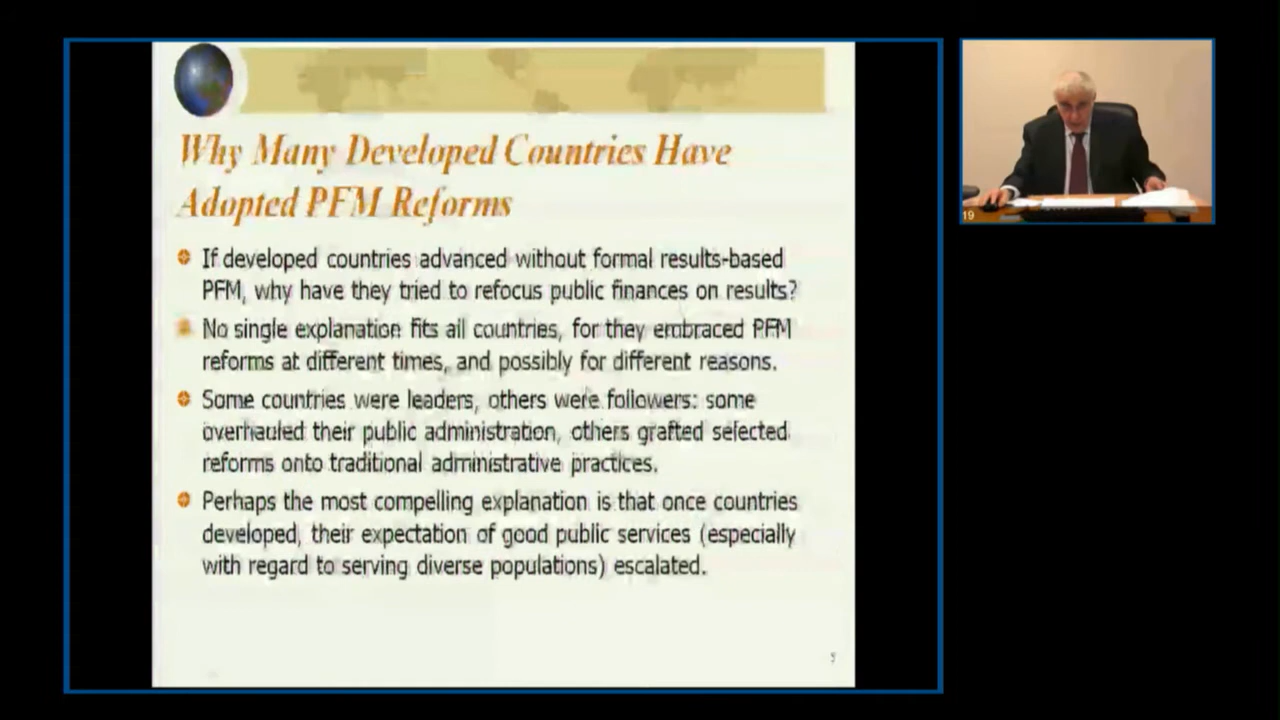 Why Many Developed Countries Have
Adopted PFM Reforms
If developed countries advanced without formal results-based
PFM, why have they tried to refocus public finances on results?
No single explanation fits all countries, for they embraced PFM
reforms at different times, and possibly for different reasons.
Some countries were leaders, others were followers: some
overhauled their public administration, others grafted selected
reforms onto traditional administrative practices.
Perhaps the most compelling explanation is that once countries
developed, their expectation of good public services (especially
with regard to serving diverse populations) escalated.
19